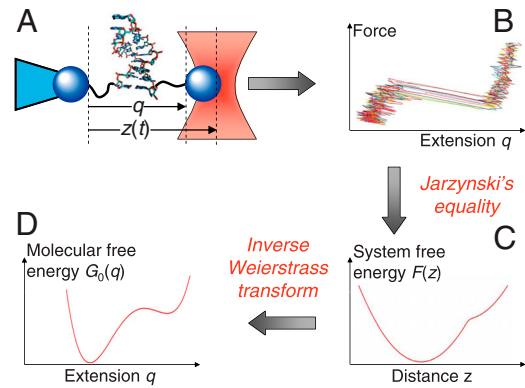 A
q
z(t)
B
Force
Extension q
Jarzynski's
equality
C
System free
energy F(z)
Distance z
Inverse
Weierstrass
transform
D
Molecular free
energy G₀(q)
Extension q